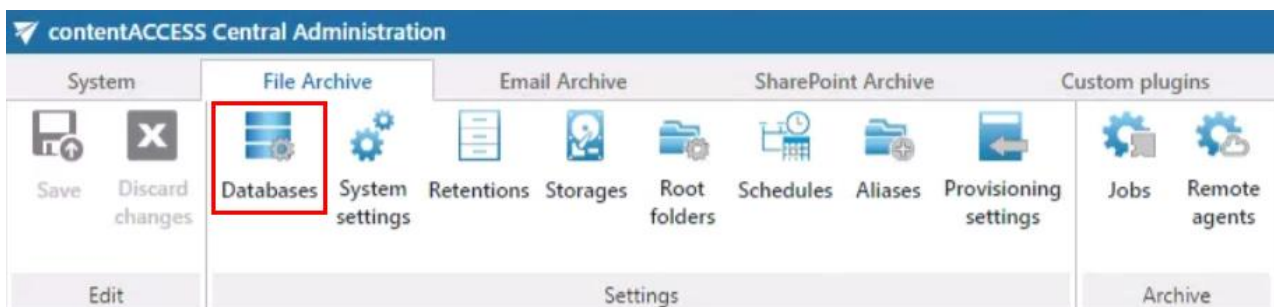 contentACCESS Central Administration
System File Archive Email Archive SharePoint Archive Custom plugins
Save Discard changes Databases System settings Retentions Storages Root folders Schedules Aliases Provisioning settings Jobs Remote agents
Edit Settings Archive